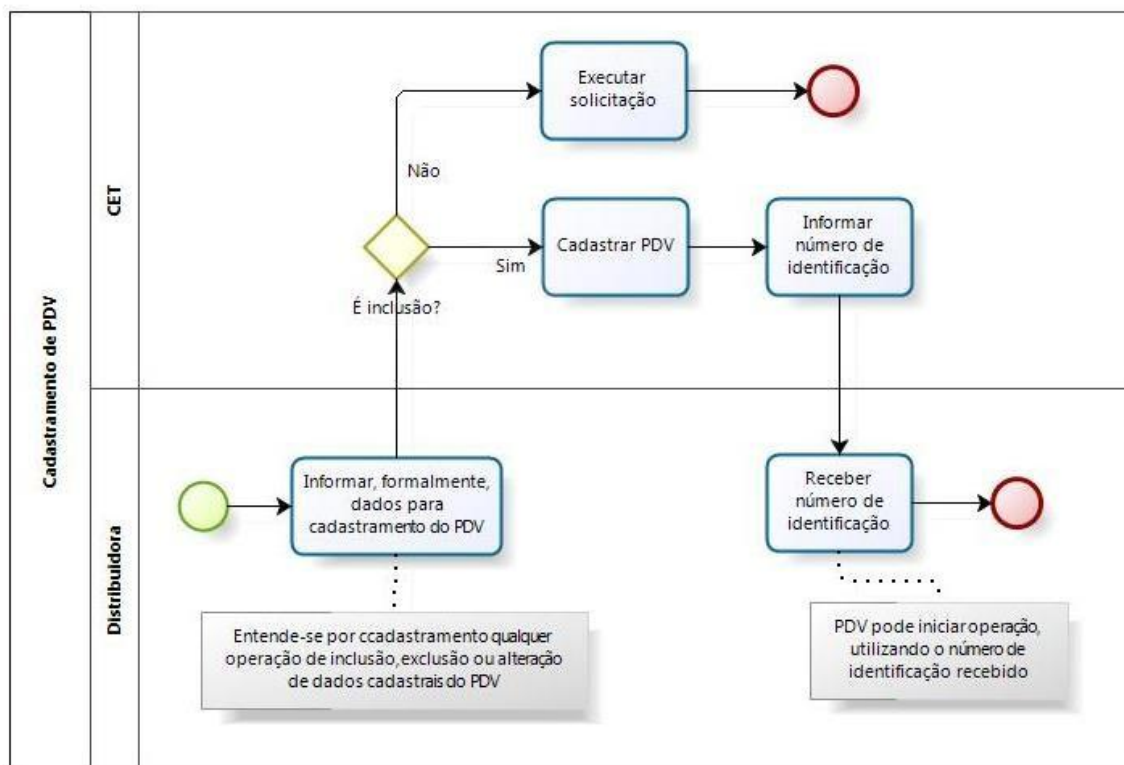 Cadastramento de PDV
CET
Executar
solicitação
Não
É inclusão?
Sim
Cadastrar PDV
Informar
número de
identificação
Distribuidora
Informar, formalmente,
dados para
cadastramento do PDV
Receber
número de
identificação
Entende-se por ccadastramento qualquer
operação de inclusão, exclusão ou alteração
de dados cadastrais do PDV
PDV pode iniciar operação,
utilizando o número de
identificação recebido